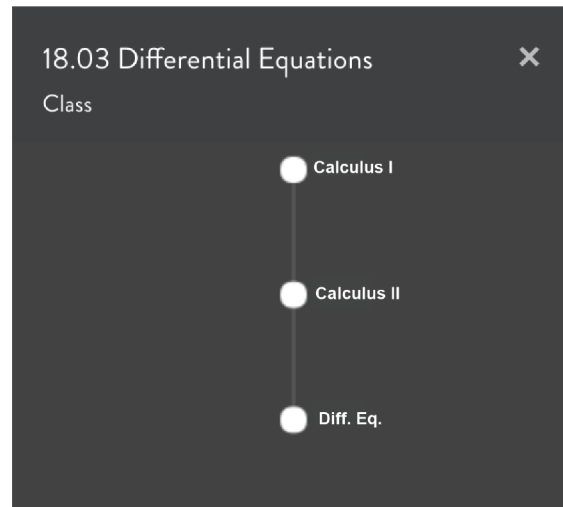 18.03 Differential Equations
Class
Calculus I
Calculus II
Diff. Eq.